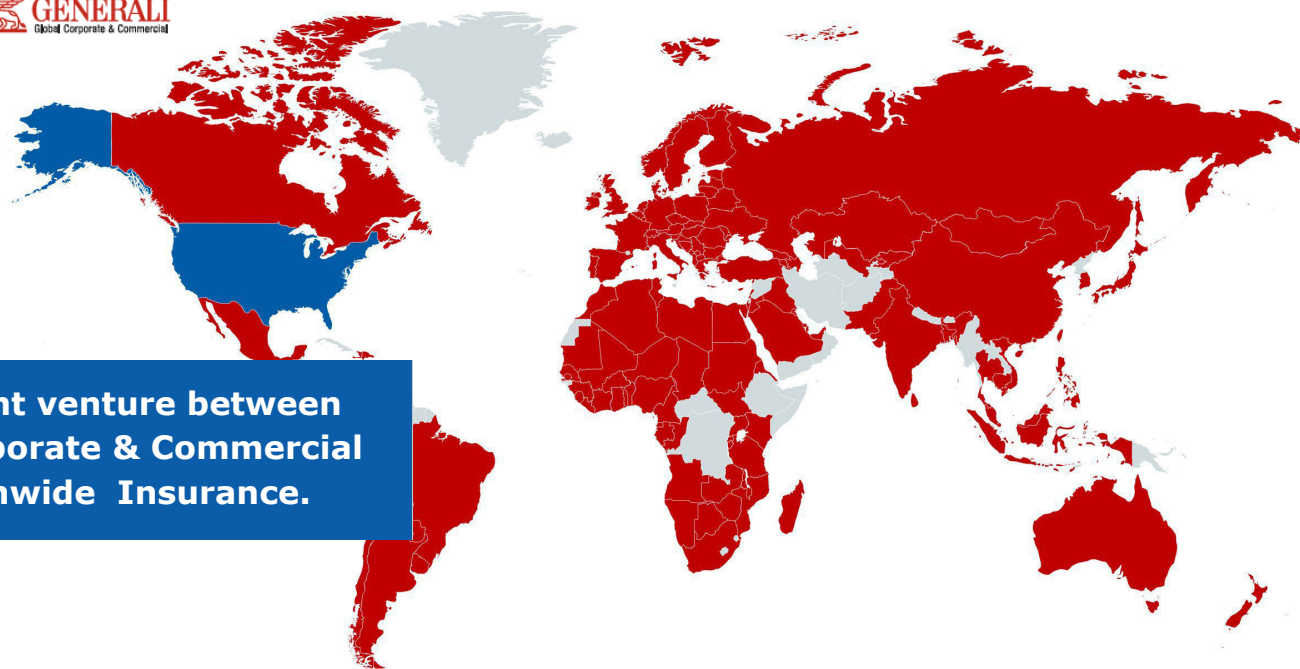 GENERALI
Global Corporate & Commercial
nt venture between
porate & Commercial
nwide Insurance.